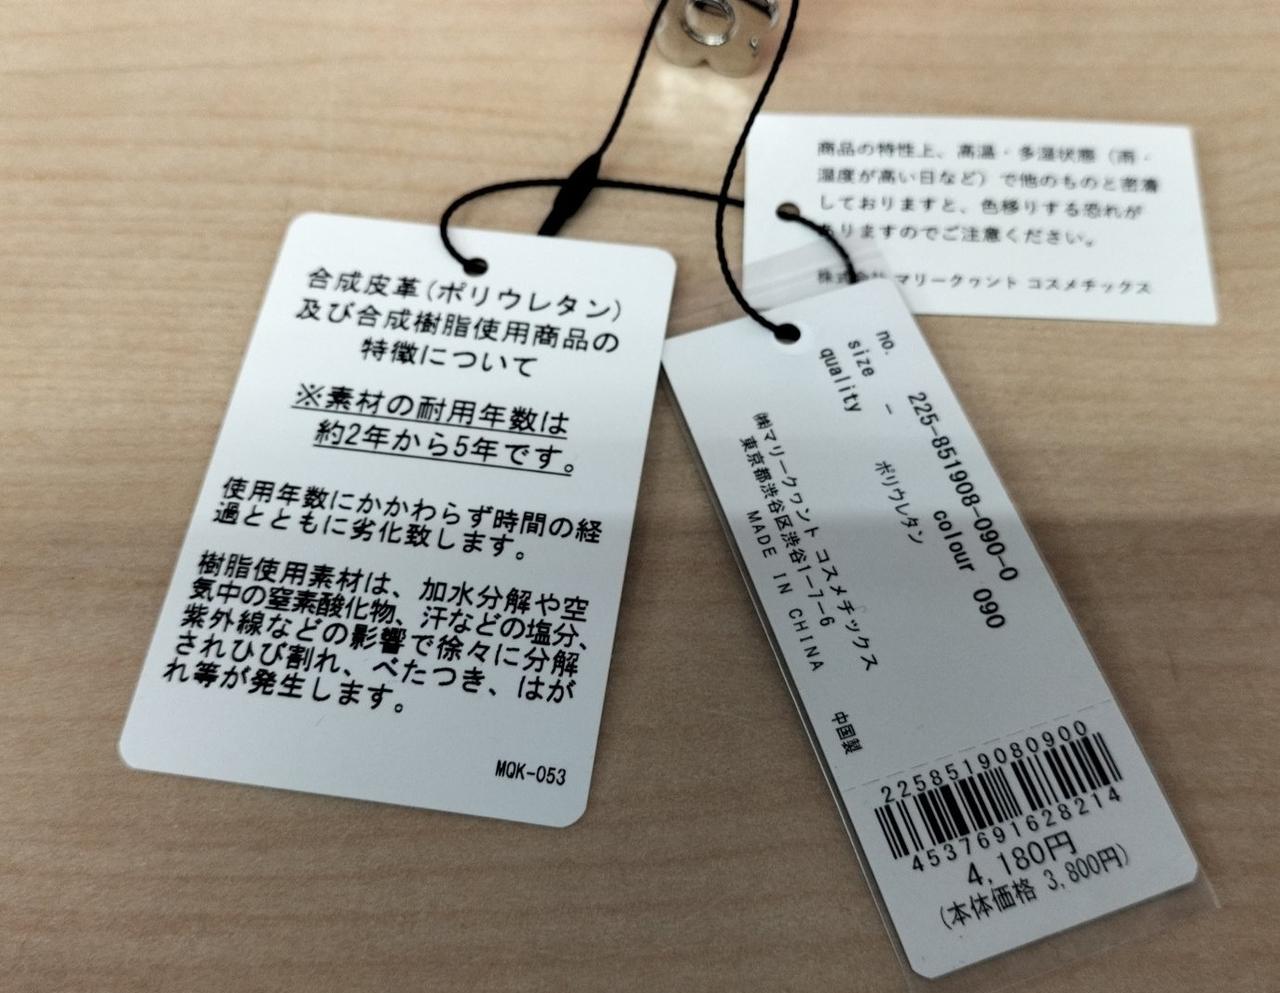 合成皮革(ポリウレタン)
及び合成樹脂使用商品の
特徴について
※素材の耐用年数は
約2年から5年です。
使用年数にかかわらず時間の経
過とともに劣化致します。
樹脂使用素材は、加水分解や空
気中の窒素酸化物、汗などの塩分、
紫外線などの影響で徐々に分解
されひび割れ、べたつき、はが
れ等が発生します。
MQK-053
商品の特性上、高温・多湿状態(雨・
湿度が高い日など)で他のものと密着
しておりますと、色移りする恐れが
ありますのでご注意ください。
株式会社 マリークヮント コスメチックス
no. 225-851908-090-0
size - colour 090
quality ポリウレタン
㈱マリークヮント コスメチックス
東京都渋谷区渋谷1-7-6
MADE IN CHINA 中国製
2258519080900
4537691628214
4,180円
(本体価格 3,800円)